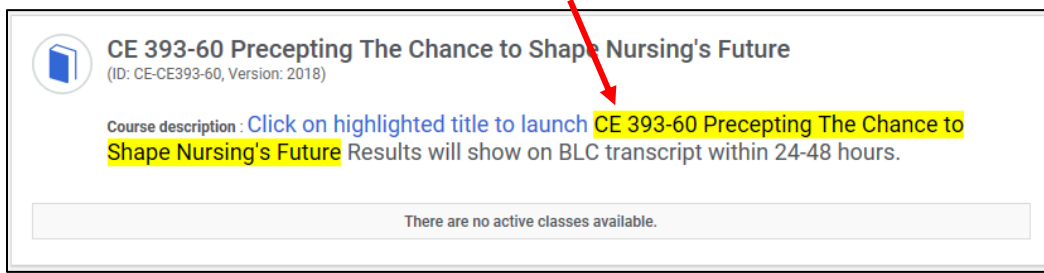 CE 393-60 Precepting The Chance to Shape Nursing's Future
(ID: CE-CE393-60, Version: 2018)
Course description : Click on highlighted title to launch CE 393-60 Precepting The Chance to
Shape Nursing's Future Results will show on BLC transcript within 24-48 hours.
There are no active classes available.